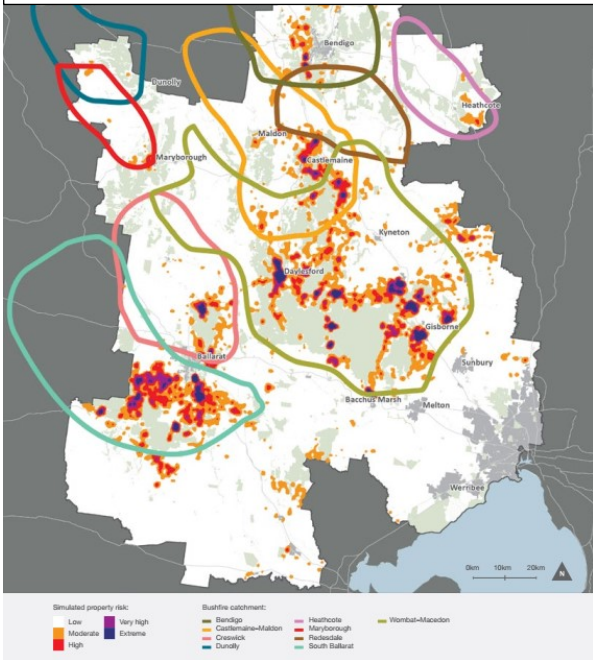 Bendigo
Dunolly
Heathcote
Maldon
Castlemaine
Maryborough
Kyneton
Daylesford
Gisborne
Ballarat
Sunbury
Bacchus Marsh
Melton
Werribee
0km 10km 20km
N
Simulated property risk:
Low
Moderate
High
Very high
Extreme
Bushfire catchment:
Bendigo
Castlemaine–Maldon
Creswick
Dunolly
Heathcote
Maryborough
Redesdale
South Ballarat
Wombat–Macedon